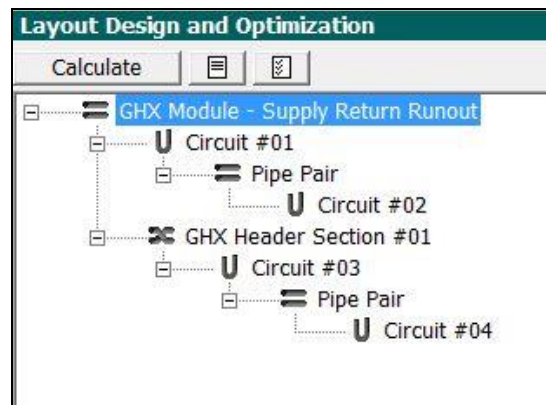 Layout Design and Optimization
Calculate
GHX Module - Supply Return Runout
Circuit #01
Pipe Pair
Circuit #02
GHX Header Section #01
Circuit #03
Pipe Pair
Circuit #04